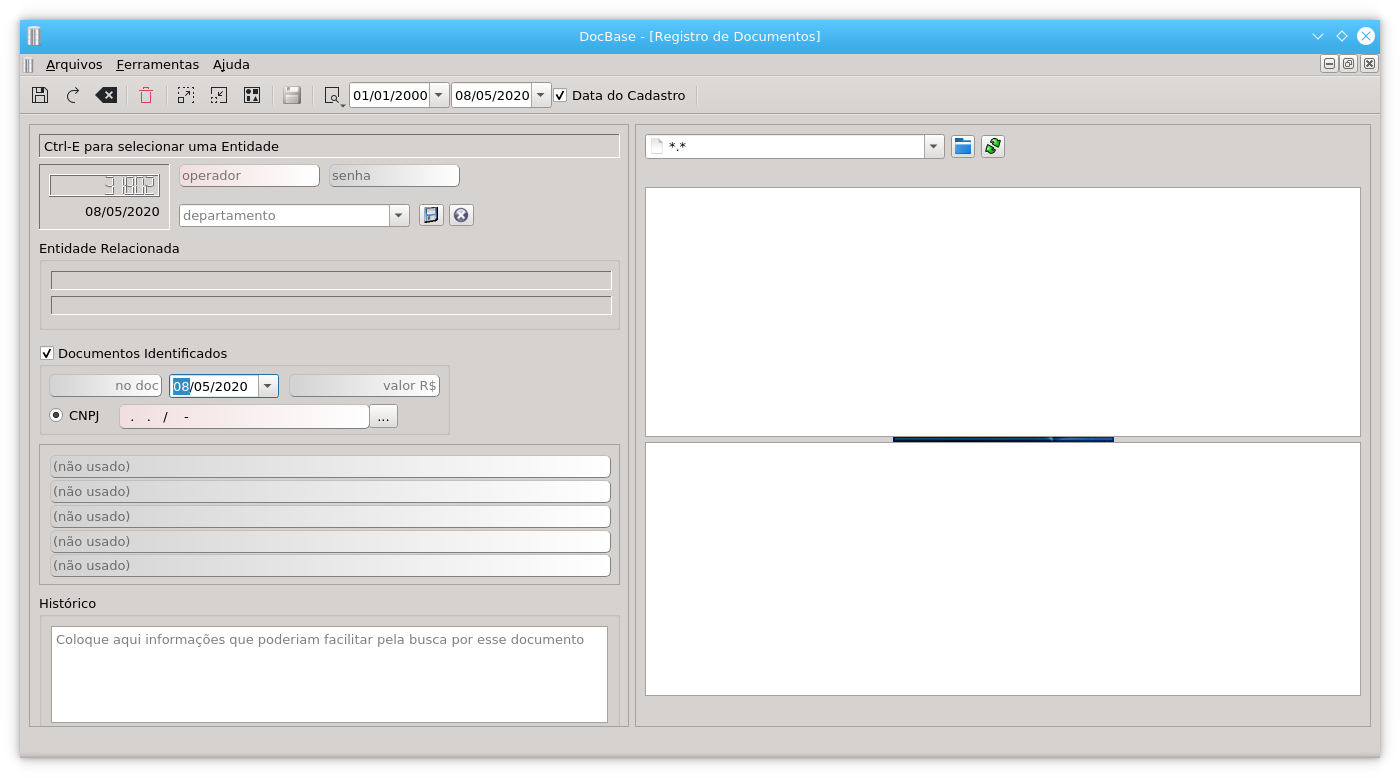 DocBase - [Registro de Documentos]
Arquivos Ferramentas Ajuda
01/01/2000 08/05/2020 Data do Cadastro
Ctrl-E para selecionar uma Entidade
*.*
31802
operador senha
08/05/2020
departamento
Entidade Relacionada
Documentos Identificados
no doc 08/05/2020 valor R$
CNPJ . . / - ...
(não usado)
(não usado)
(não usado)
(não usado)
(não usado)
Histórico
Coloque aqui informações que poderiam facilitar pela busca por esse documento